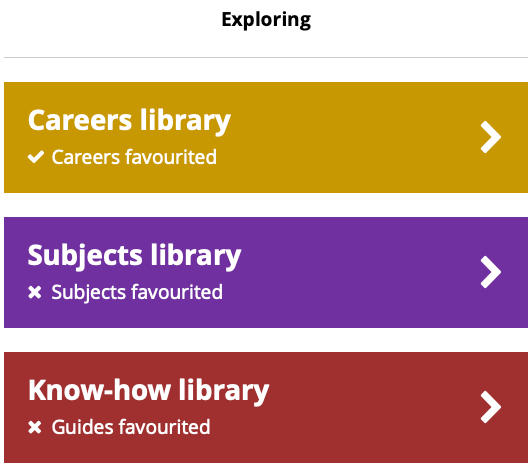 Exploring
Careers library
Careers favourited
Subjects library
Subjects favourited
Know-how library
Guides favourited